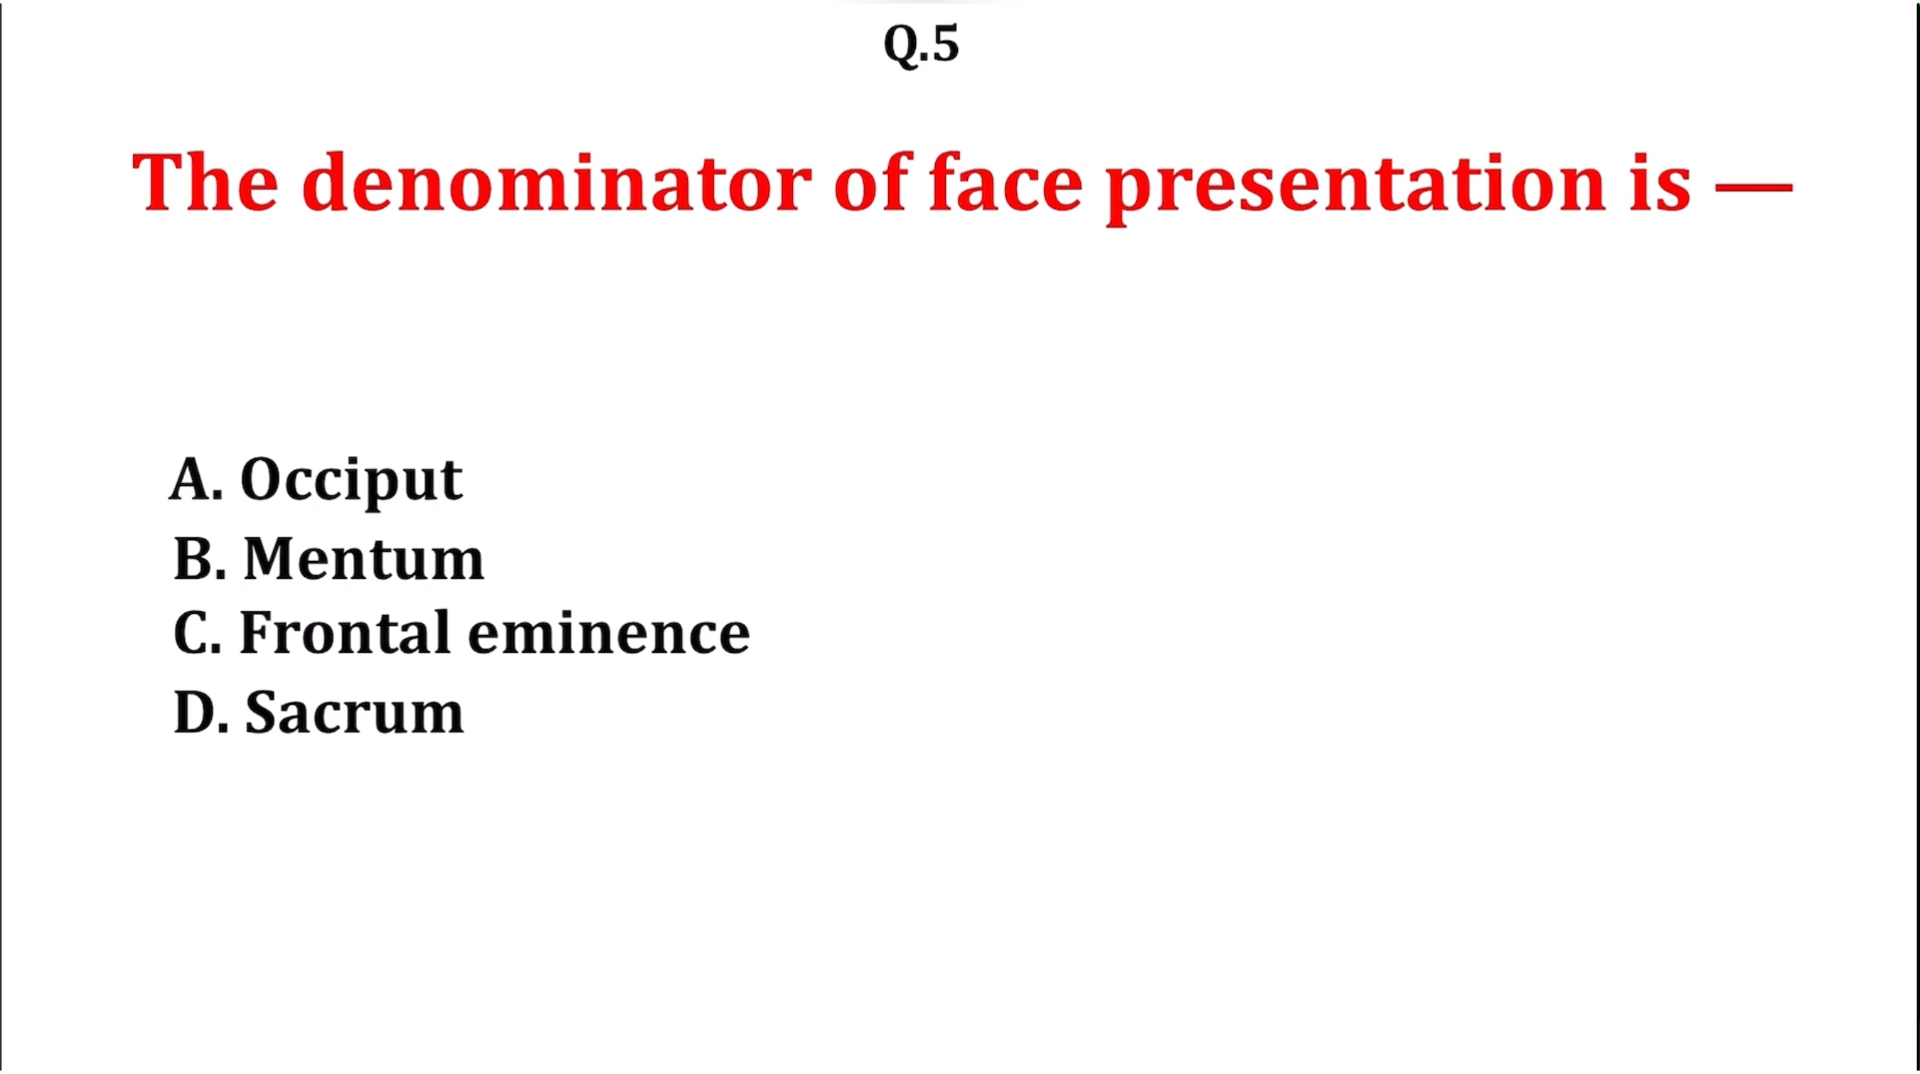 Q.5
The denominator of face presentation is —
A. Occiput
B. Mentum
C. Frontal eminence
D. Sacrum